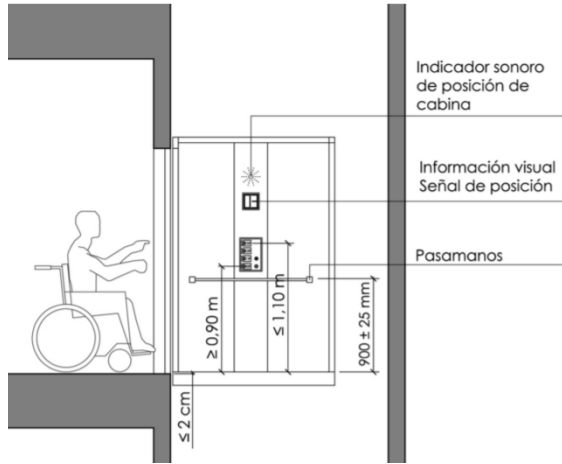 Indicador sonoro
de posición de
cabina
Información visual
Señal de posición
Pasamanos
≥ 0,90 m
≤ 1,10 m
900 ± 25 mm
≤ 2 cm